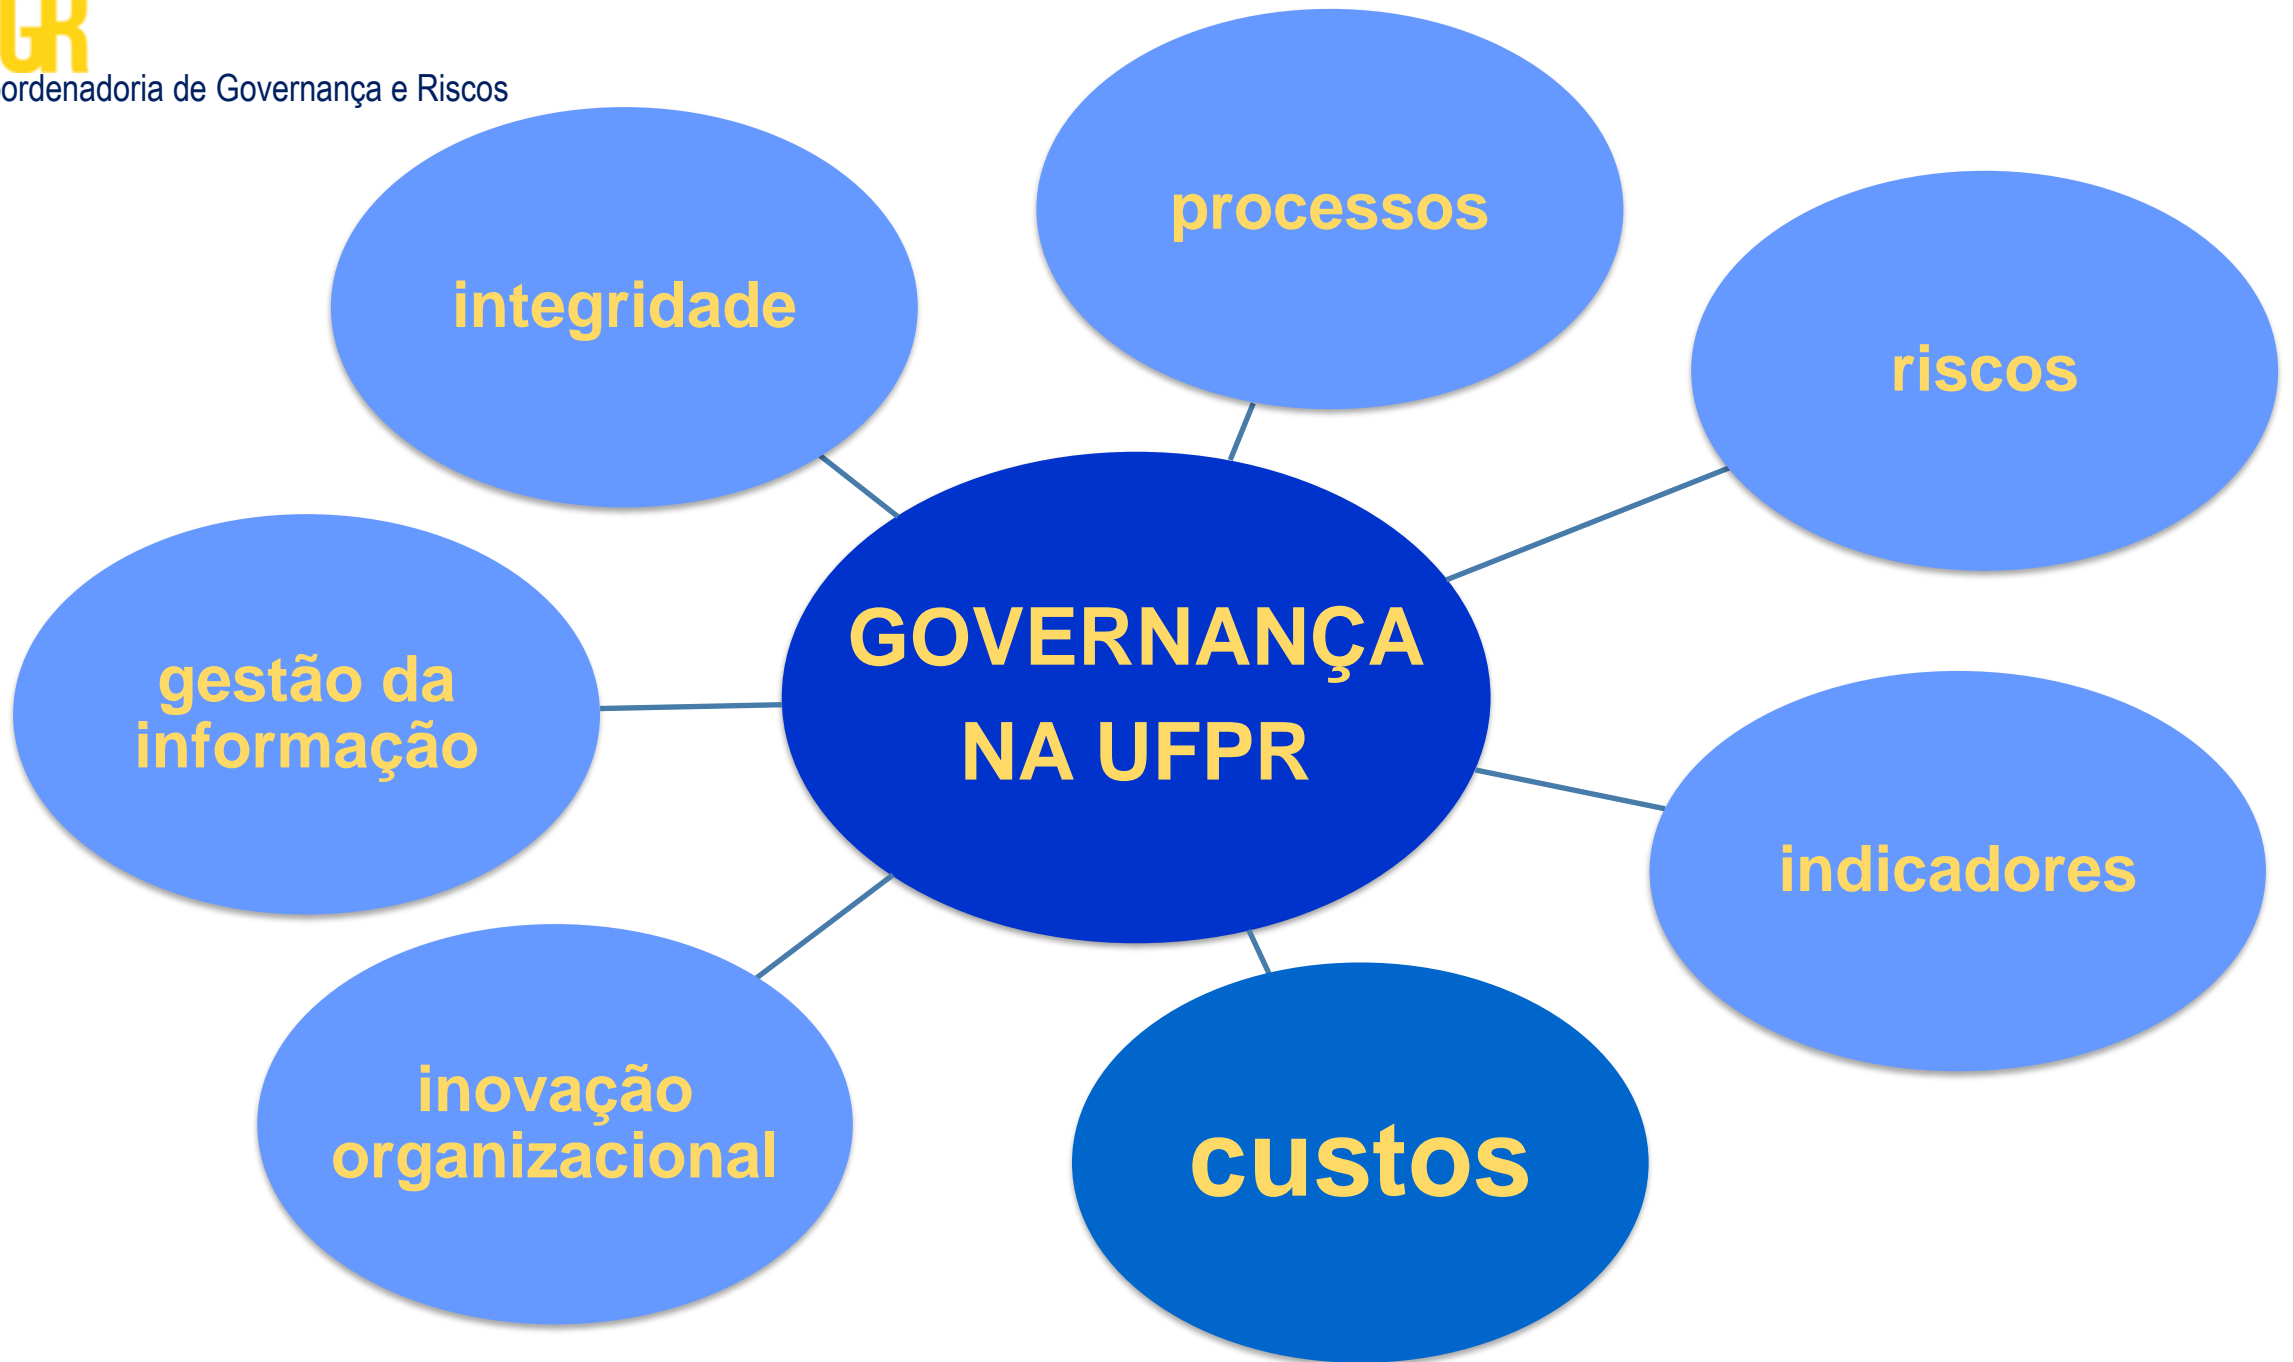 GR
ordenadoria de Governança e Riscos
processos
integridade
riscos
GOVERNANÇA
NA UFPR
gestão da
informação
indicadores
inovação
organizacional
custos